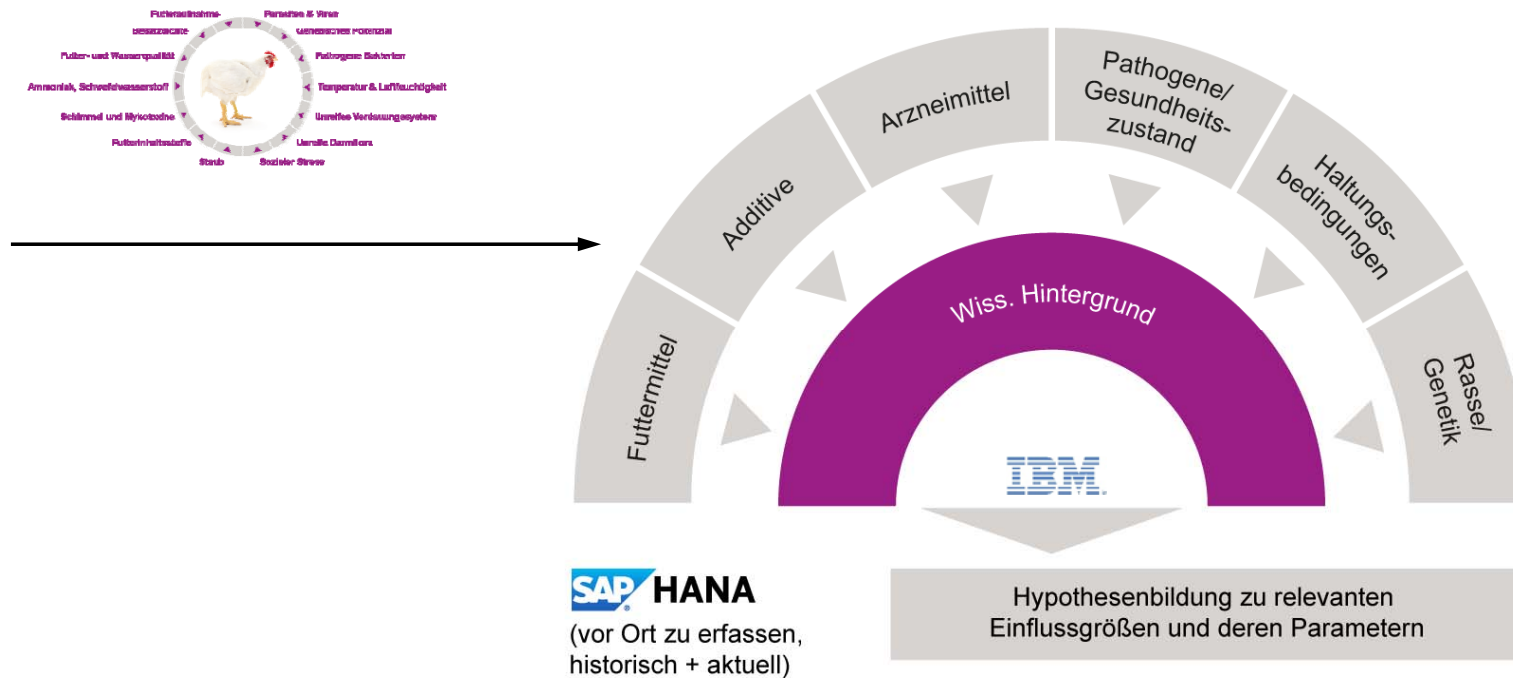 Futteraufnahme
Parasiten & Viren
Besatzdichte
Genetisches Potenzial
Futter- und Wasserqualität
Pathogene Bakterien
Ammoniak, Schwefelwasserstoff
Temperatur & Luftfeuchtigkeit
Schimmel und Mykotoxine
Unreifes Verdauungssystem
Futterinhaltsstoffe
Unreife Darmflora
Staub
Sozialer Stress
Futtermittel
Additive
Arzneimittel
Pathogene/
Gesundheits-
zustand
Haltungs-
bedingungen
Rasse/
Genetik
Wiss. Hintergrund
IBM.
SAP HANA
(vor Ort zu erfassen,
historisch + aktuell)
Hypothesenbildung zu relevanten
Einflussgrößen und deren Parametern